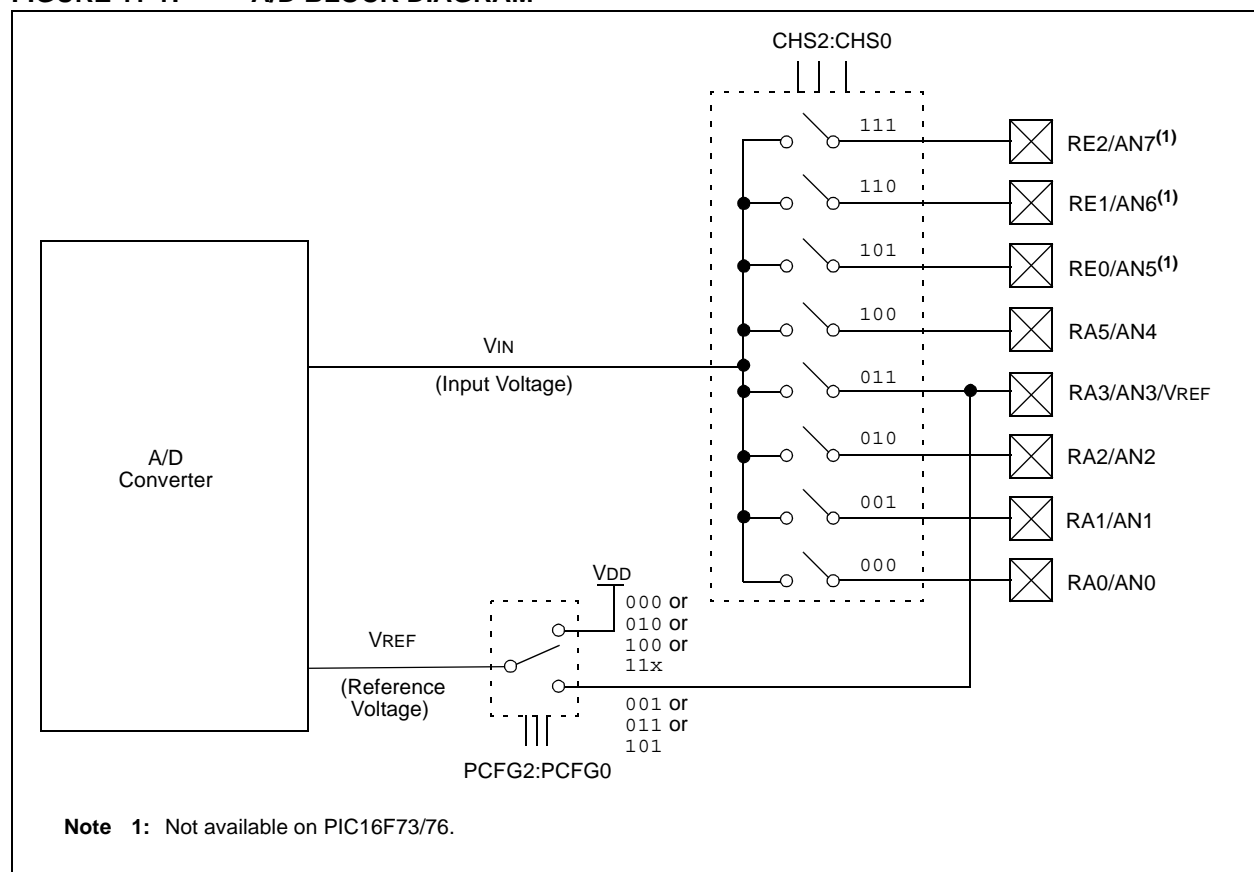 CHS2:CHS0
111
RE2/AN7(1)
110
RE1/AN6(1)
101
RE0/AN5(1)
100
RA5/AN4
VIN
(Input Voltage)
011
RA3/AN3/VREF
010
RA2/AN2
A/D
Converter
001
RA1/AN1
000
RA0/AN0
VDD
000 or
010 or
100 or
11x
VREF
(Reference
Voltage)
001 or
011 or
101
PCFG2:PCFG0
Note 1: Not available on PIC16F73/76.